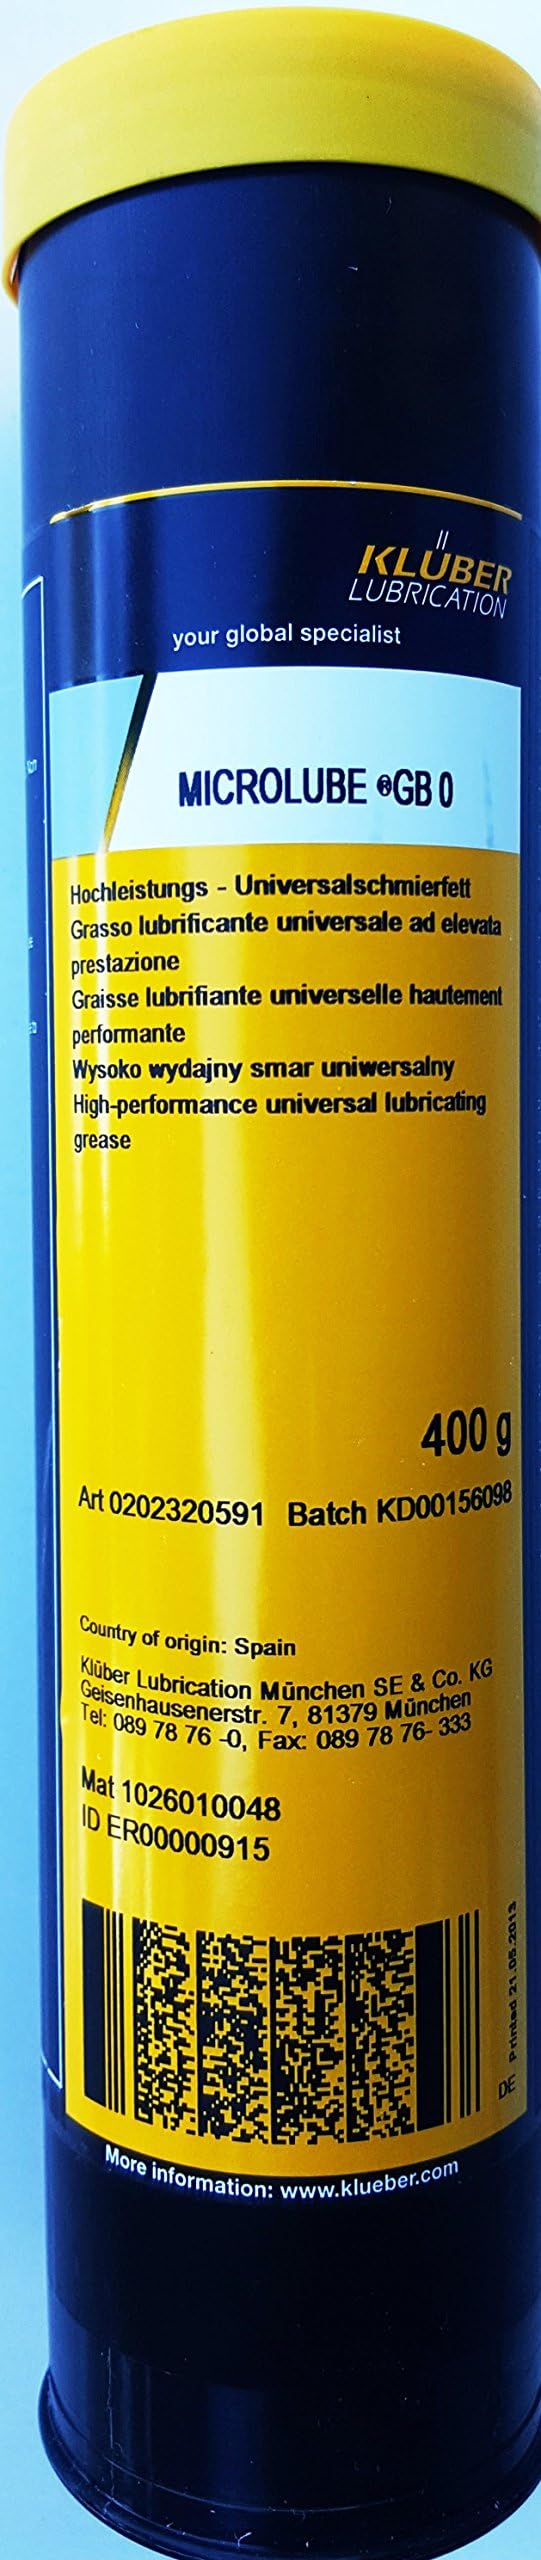 KLÜBER
LUBRICATION
your global specialist
MICROLUBE ®GB 0
Hochleistungs - Universalschmierfett
Grasso lubrificante universale ad elevata
prestazione
Graisse lubrifiante universelle hautement
performante
Wysoko wydajny smar uniwersalny
High-performance universal lubricating
grease
400 g
Art 0202320591 Batch KD00156098
Country of origin: Spain
Klüber Lubrication München SE & Co. KG
Geisenhausenerstr. 7, 81379 München
Tel: 089 78 76 -0, Fax: 089 78 76- 333
Mat 1026010048
ID ER00000915
DE Printed 21.05.2013
More information: www.klueber.com